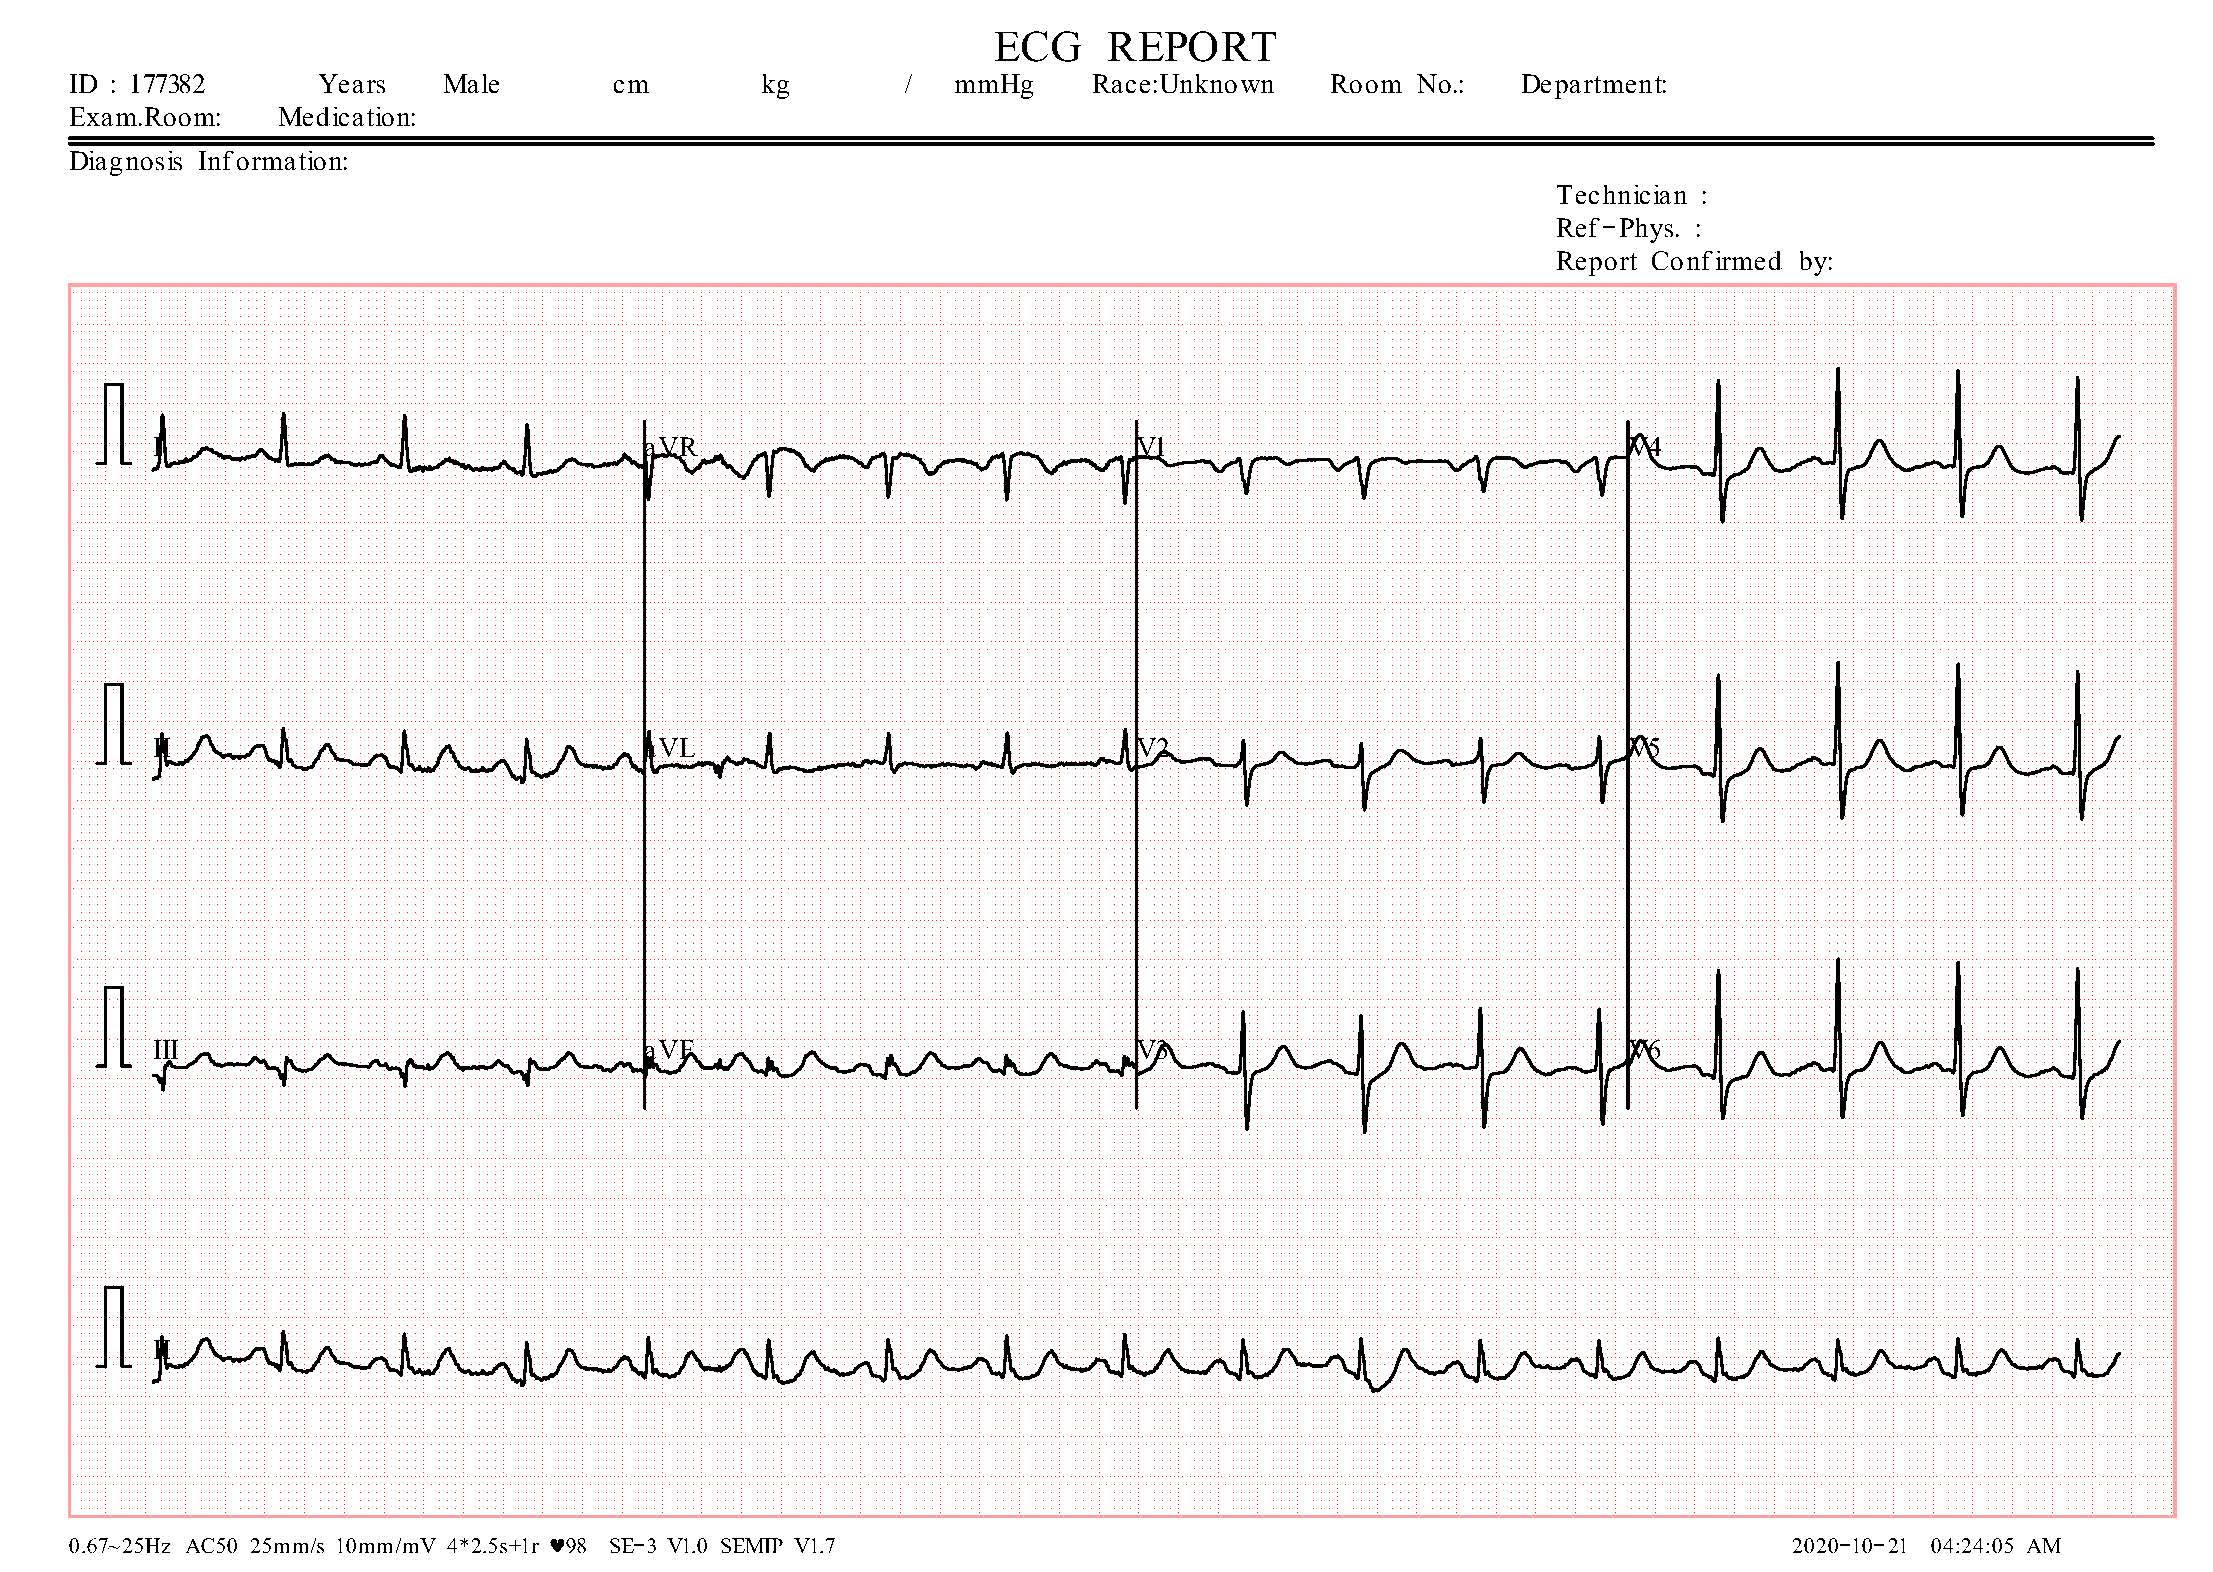 ECG REPORT
ID : 177382 Years Male cm kg / mmHg Race:Unknown Room No.: Department:
Exam.Room: Medication:
Diagnosis Information:
Technician :
Ref-Phys. :
Report Confirmed by:
I aVR V1 V4
II aVL V2 V5
III aVF V3 V6
II
0.67~25Hz AC50 25mm/s 10mm/mV 4*2.5s+1r ♥98 SE-3 V1.0 SEMIP V1.7
2020-10-21 04:24:05 AM